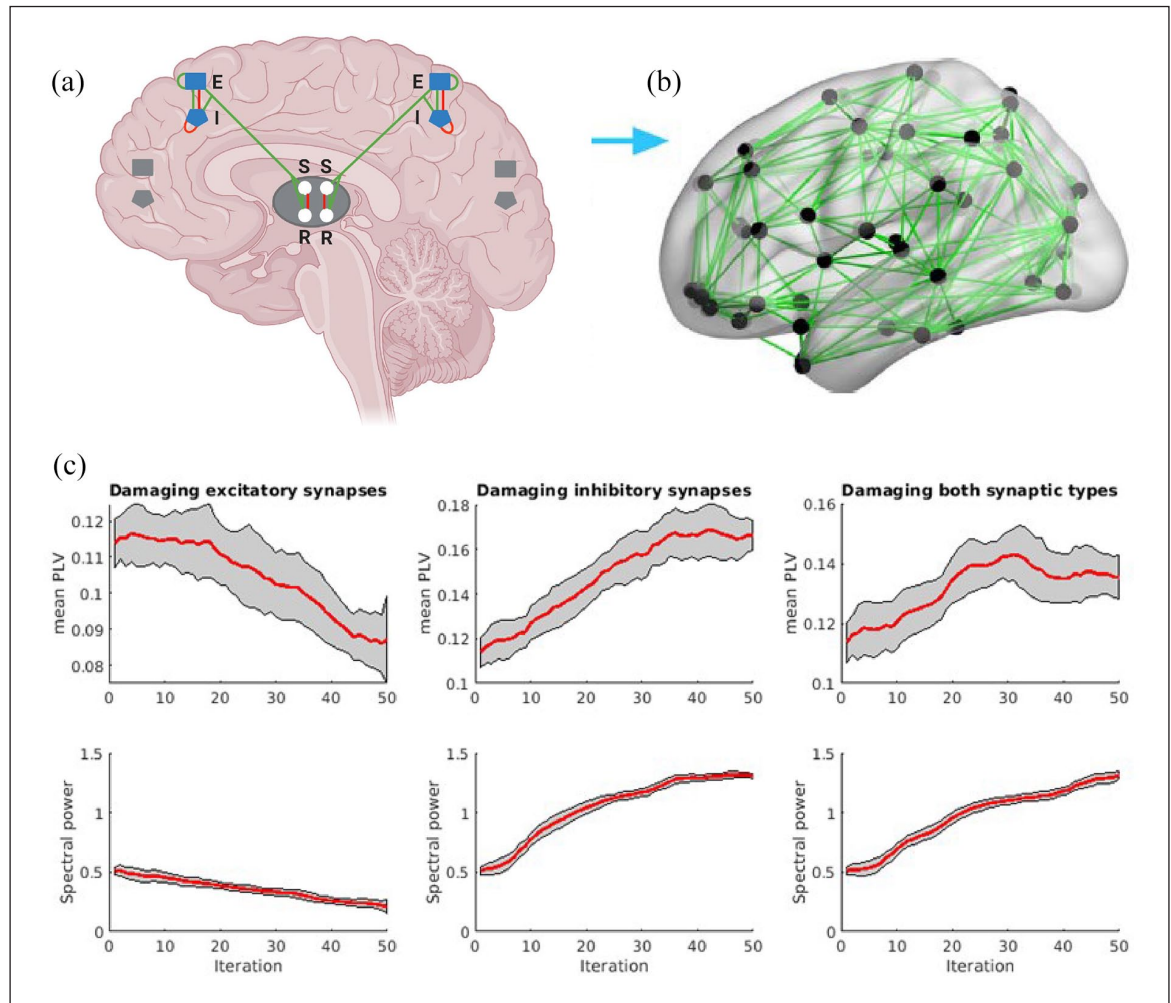 (a)
E
E
I
I
S S
R R
(b)
(c)
Damaging excitatory synapses
Damaging inhibitory synapses
Damaging both synaptic types
mean PLV
0.12
0.11
0.1
0.09
0.08
0 10 20 30 40 50
mean PLV
0.18
0.16
0.14
0.12
0.1
0 10 20 30 40 50
mean PLV
0.16
0.14
0.12
0.1
0 10 20 30 40 50
Spectral power
1.5
1
0.5
0
0 10 20 30 40 50
Iteration
Spectral power
1.5
1
0.5
0
0 10 20 30 40 50
Iteration
Spectral power
1.5
1
0.5
0
0 10 20 30 40 50
Iteration